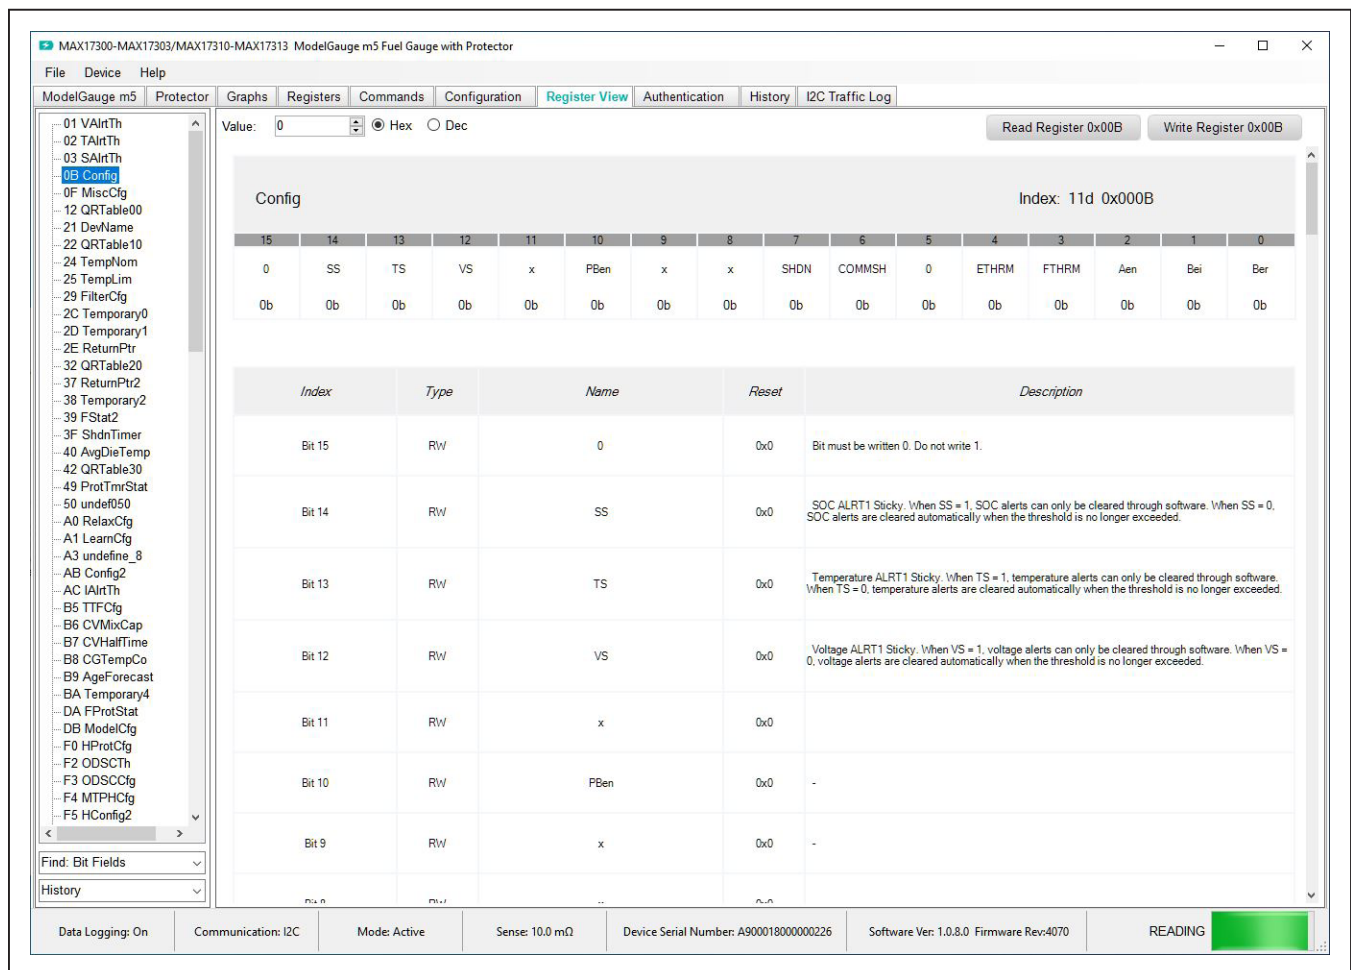 MAX17300-MAX17303/MAX17310-MAX17313 ModelGauge m5 Fuel Gauge with Protector
File Device Help
ModelGauge m5 Protector Graphs Registers Commands Configuration Register View Authentication History I2C Traffic Log
01 VAlrtTh
02 TAlrtTh
03 SAlrtTh
0B Config
0F MiscCfg
12 QRTable00
21 DevName
22 QRTable10
24 TempNom
25 TempLim
29 FilterCfg
2C Temporary0
2D Temporary1
2E ReturnPtr
32 QRTable20
37 ReturnPtr2
38 Temporary2
39 FStat2
3F ShdnTimer
40 AvgDieTemp
42 QRTable30
49 ProtTmrStat
50 undef050
A0 RelaxCfg
A1 LearnCfg
A3 undefine_8
AB Config2
AC IAlrtTh
B5 TTFCfg
B6 CVMixCap
B7 CVHalfTime
B8 CGTempCo
B9 AgeForecast
BA Temporary4
DA FProtStat
DB ModelCfg
F0 HProtCfg
F2 ODSCTh
F3 ODSCCfg
F4 MTPHCfg
F5 HConfig2
Find: Bit Fields
History
Value: 0 Hex Dec Read Register 0x00B Write Register 0x00B
Config Index: 11d 0x000B
15 14 13 12 11 10 9 8 7 6 5 4 3 2 1 0
0 SS TS VS x PBen x x SHDN COMMSH 0 ETHRM FTHRM Aen Bei Ber
0b 0b 0b 0b 0b 0b 0b 0b 0b 0b 0b 0b 0b 0b 0b 0b
Index Type Name Reset Description
Bit 15 RW 0 0x0 Bit must be written 0. Do not write 1.
Bit 14 RW SS 0x0 SOC ALRT1 Sticky. When SS = 1, SOC alerts can only be cleared through software. When SS = 0,
SOC alerts are cleared automatically when the threshold is no longer exceeded.
Bit 13 RW TS 0x0 Temperature ALRT1 Sticky. When TS = 1, temperature alerts can only be cleared through software.
When TS = 0, temperature alerts are cleared automatically when the threshold is no longer exceeded.
Bit 12 RW VS 0x0 Voltage ALRT1 Sticky. When VS = 1, voltage alerts can only be cleared through software. When VS =
0, voltage alerts are cleared automatically when the threshold is no longer exceeded.
Bit 11 RW x 0x0
Bit 10 RW PBen 0x0 -
Bit 9 RW x 0x0 -
Data Logging: On Communication: I2C Mode: Active Sense: 10.0 mΩ Device Serial Number: A900018000000226 Software Ver: 1.0.8.0 Firmware Rev:4070 READING